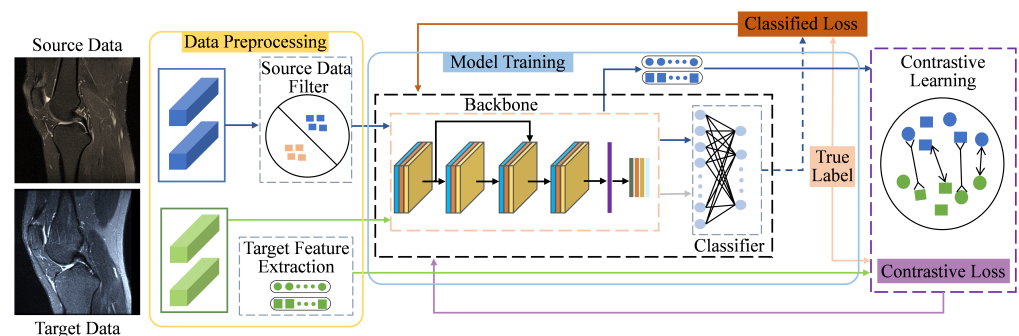 Source Data
Target Data
Data Preprocessing
Source Data
Filter
Target Feature
Extraction
Model Training
Backbone
Classifier
Classified Loss
True
Label
Contrastive
Learning
Contrastive Loss